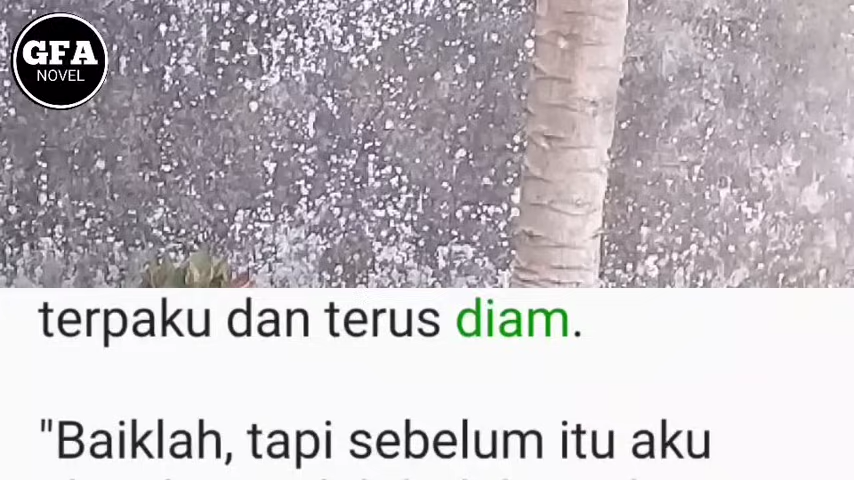 GFA
NOVEL
terpaku dan terus diam.
"Baiklah, tapi sebelum itu aku